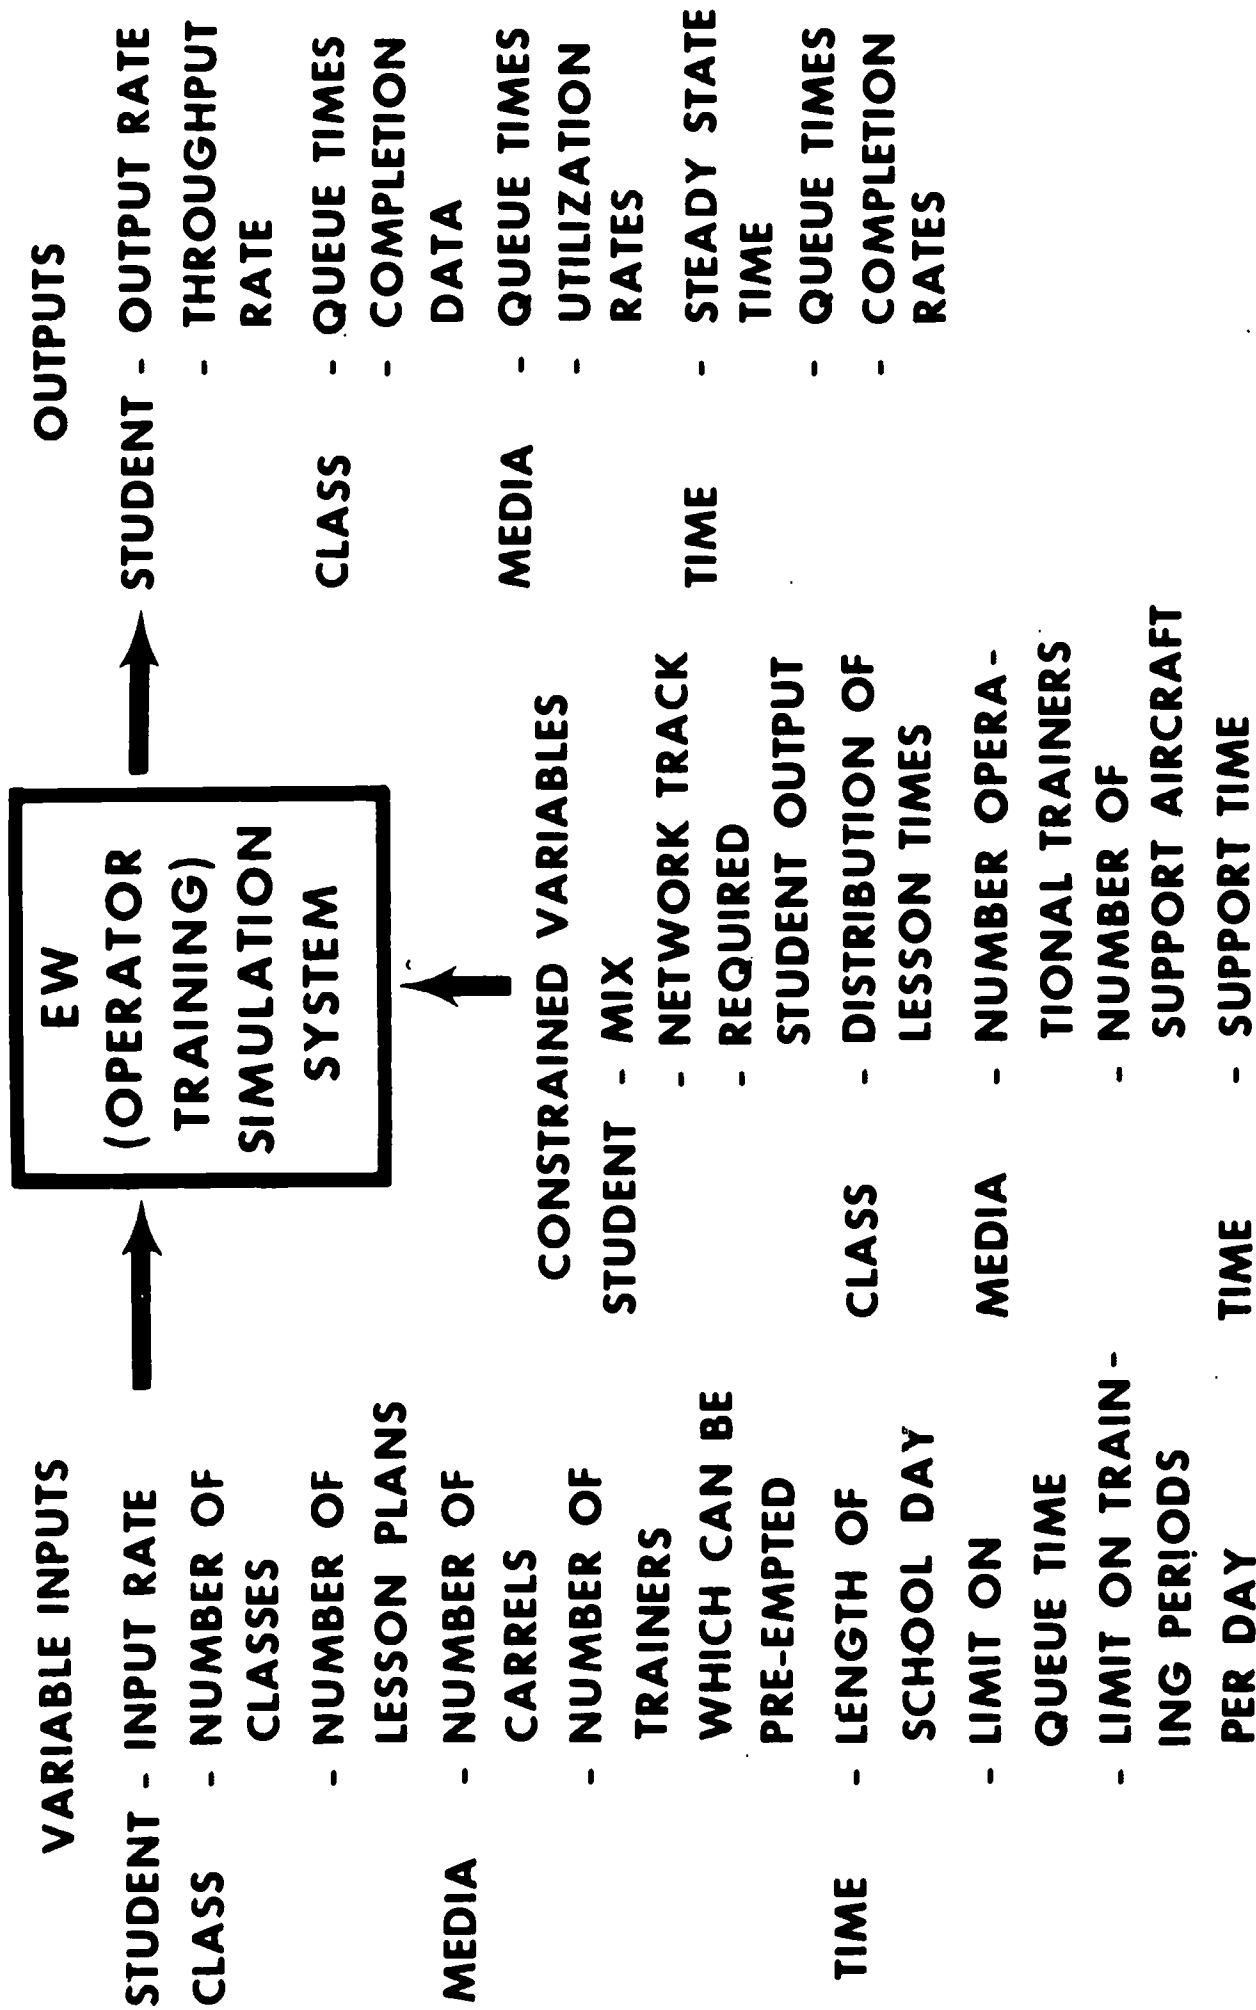 VARIABLE INPUTS
STUDENT - INPUT RATE
CLASS - NUMBER OF
CLASSES
- NUMBER OF
LESSON PLANS
MEDIA - NUMBER OF
CARRELS
- NUMBER OF
TRAINERS
WHICH CAN BE
PRE-EMPTED
TIME - LENGTH OF
SCHOOL DAY
- LIMIT ON
QUEUE TIME
- LIMIT ON TRAIN-
ING PERIODS
PER DAY
EW
(OPERATOR
TRAINING)
SIMULATION
SYSTEM
CONSTRAINED VARIABLES
STUDENT - MIX
- NETWORK TRACK
- REQUIRED
STUDENT OUTPUT
CLASS - DISTRIBUTION OF
LESSON TIMES
MEDIA - NUMBER OPERA-
TIONAL TRAINERS
- NUMBER OF
SUPPORT AIRCRAFT
TIME - SUPPORT TIME
OUTPUTS
STUDENT - OUTPUT RATE
- THROUGHPUT
RATE
CLASS - QUEUE TIMES
- COMPLETION
DATA
MEDIA - QUEUE TIMES
- UTILIZATION
RATES
TIME - STEADY STATE
TIME
- QUEUE TIMES
- COMPLETION
RATES